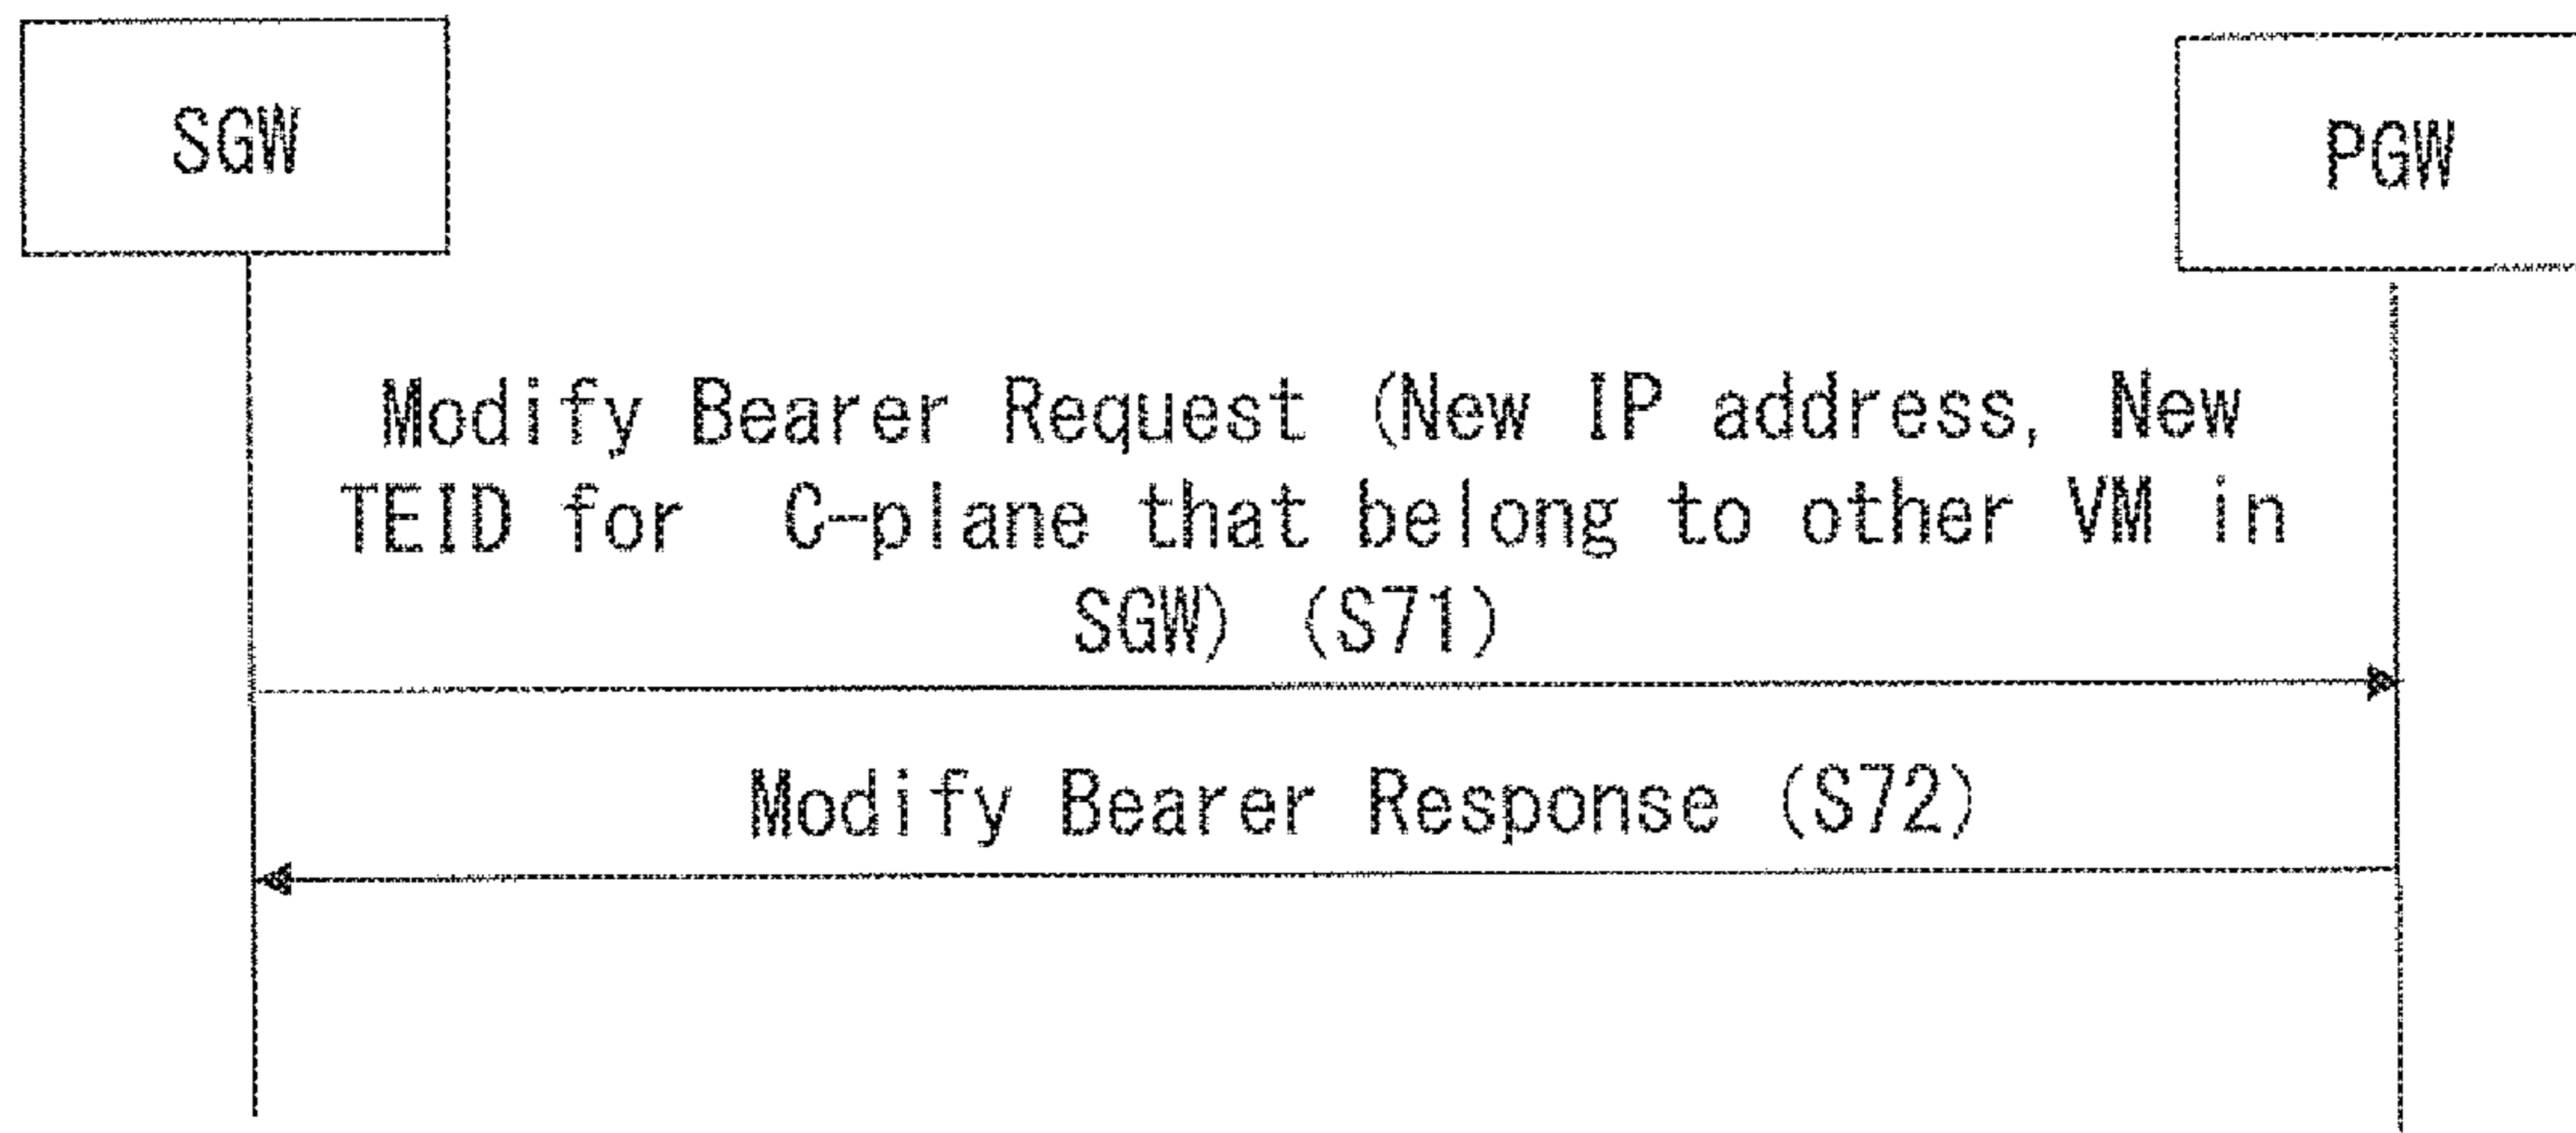 SGW
PGW
Modify Bearer Request (New IP address, New
TEID for C-plane that belong to other VM in
SGW) (S71)
Modify Bearer Response (S72)